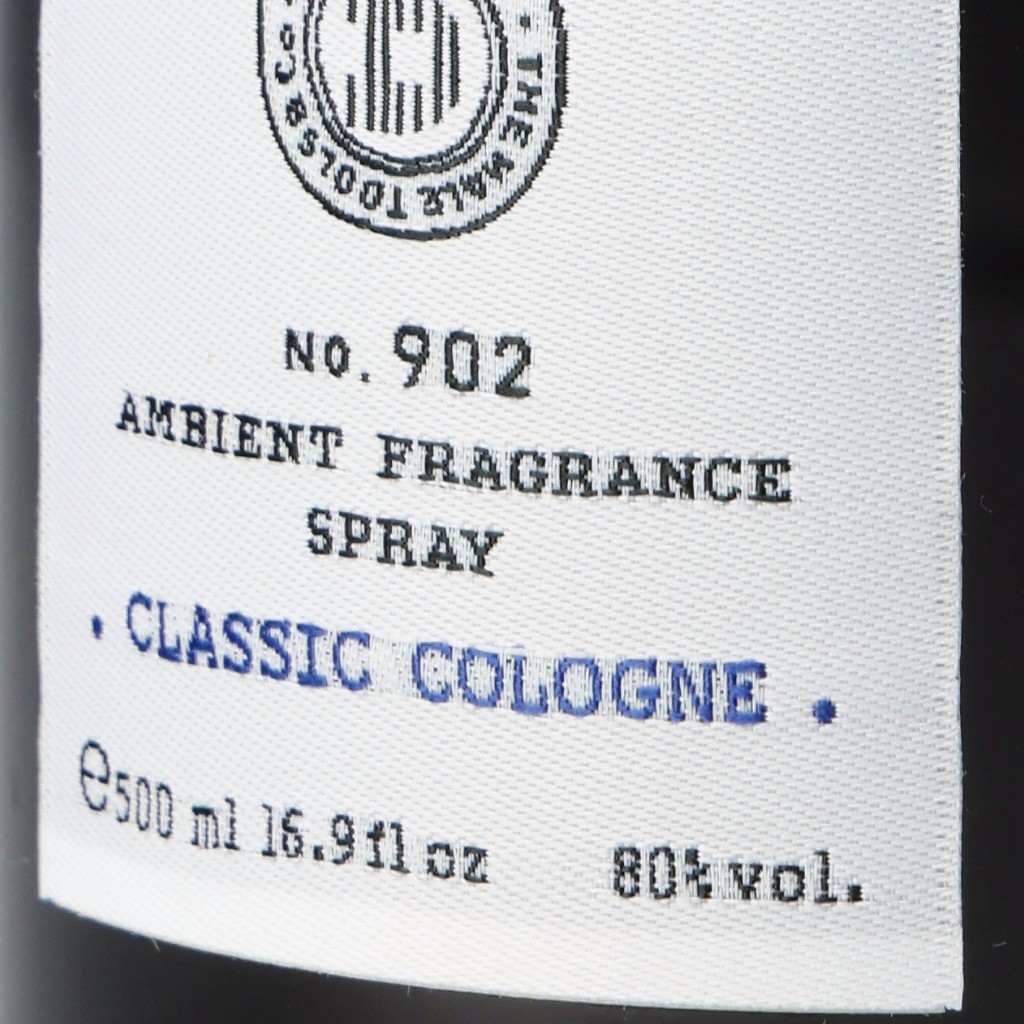 · THE MALE TOOLS & Co
No. 902
AMBIENT FRAGRANCE
SPRAY
· CLASSIC COLOGNE ·
℮500 ml 16.9 fl oz 80% vol.